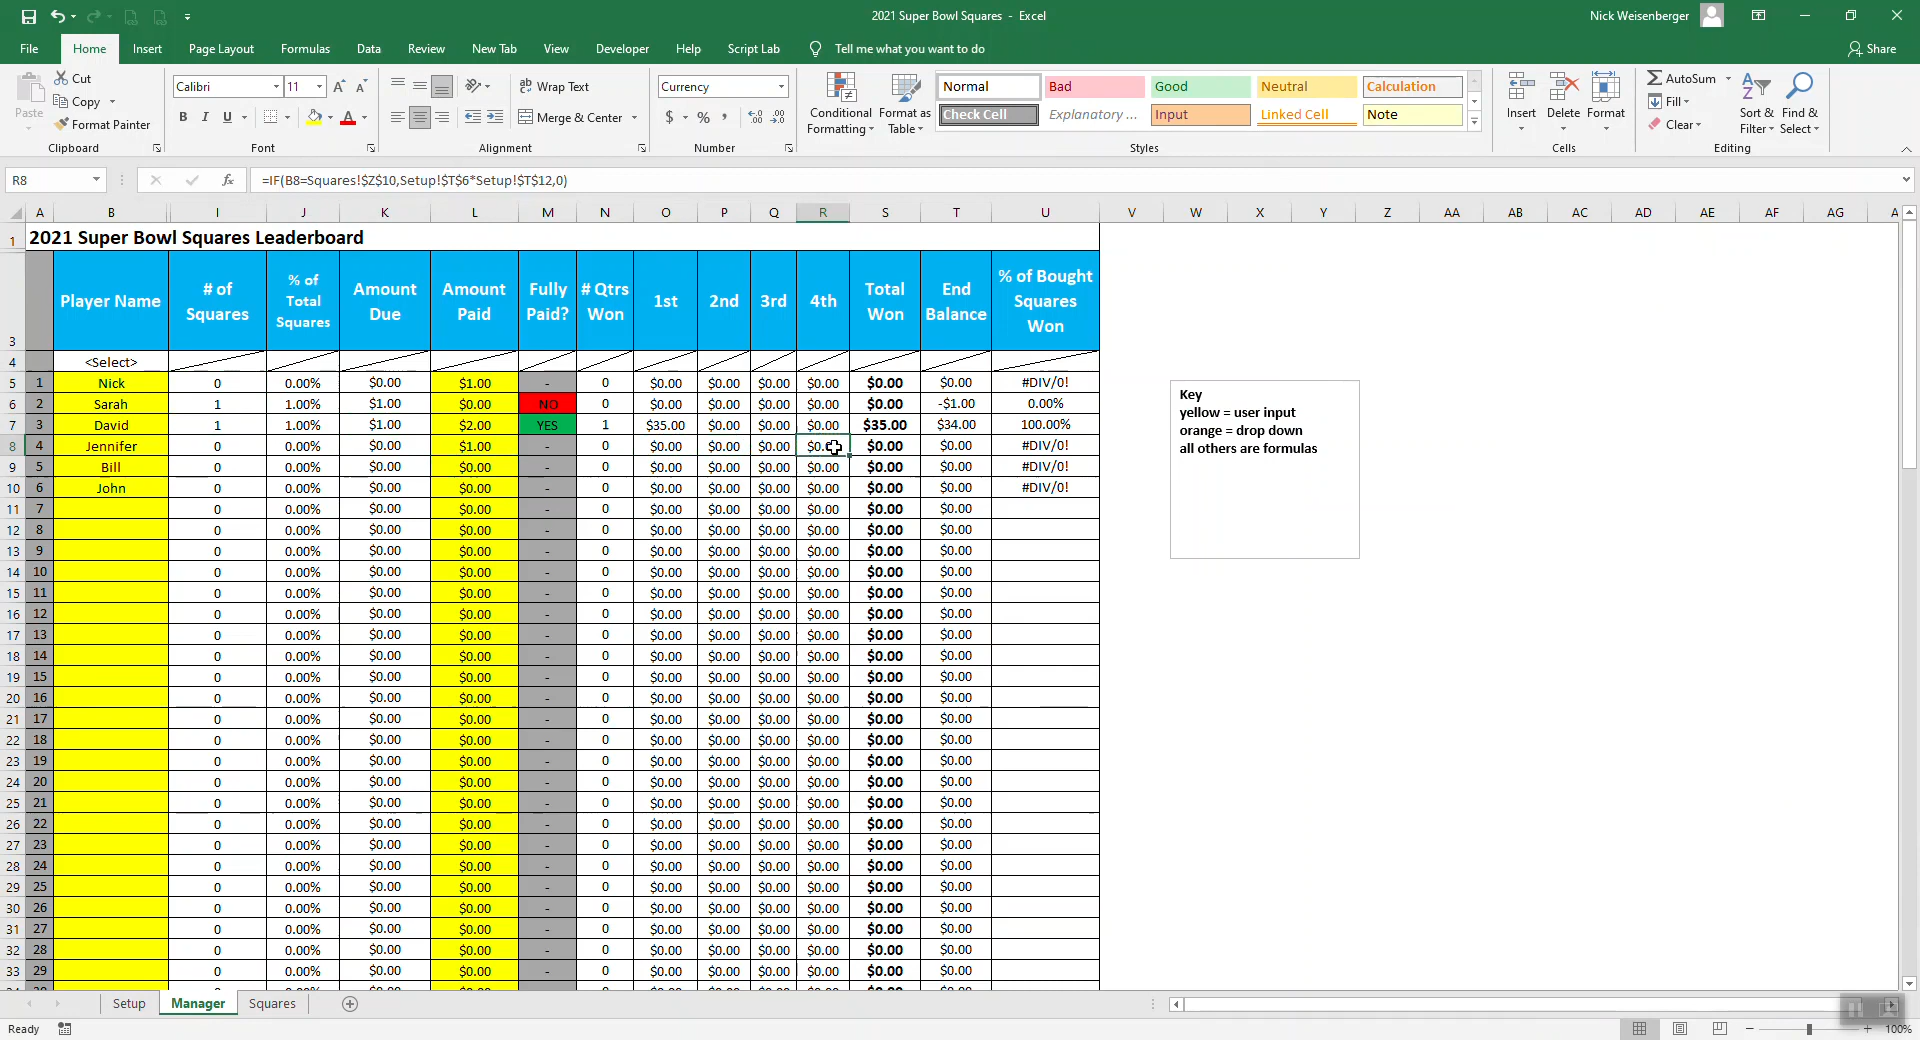 2021 Super Bowl Squares - Excel
Nick Weisenberger
File Home Insert Page Layout Formulas Data Review New Tab View Developer Help Script Lab Tell me what you want to do Share
Paste
Cut
Copy
Format Painter
Clipboard
Calibri 11
B I U
Font
Wrap Text
Merge & Center
Alignment
Currency
$ % ,
Number
Conditional Formatting
Format as Table
Normal Bad Good Neutral Calculation
Check Cell Explanatory ... Input Linked Cell Note
Styles
Insert Delete Format
Cells
AutoSum
Fill
Clear
Sort & Filter
Find & Select
Editing
R8 fx =IF(B8=Squares!$Z$10,Setup!$T$6*Setup!$T$12,0)
A B I J K L M N O P Q R S T U V W X Y Z AA AB AC AD AE AF AG
1 2021 Super Bowl Squares Leaderboard
3 Player Name # of Squares % of Total Squares Amount Due Amount Paid Fully Paid? # Qtrs Won 1st 2nd 3rd 4th Total Won End Balance % of Bought Squares Won
4 <Select>
5 1 Nick 0 0.00% $0.00 $1.00 - 0 $0.00 $0.00 $0.00 $0.00 $0.00 $0.00 #DIV/0!
6 2 Sarah 1 1.00% $1.00 $0.00 NO 0 $0.00 $0.00 $0.00 $0.00 $0.00 -$1.00 0.00%
7 3 David 1 1.00% $1.00 $2.00 YES 1 $35.00 $0.00 $0.00 $0.00 $35.00 $34.00 100.00%
8 4 Jennifer 0 0.00% $0.00 $1.00 - 0 $0.00 $0.00 $0.00 $0.00 $0.00 #DIV/0!
9 5 Bill 0 0.00% $0.00 $0.00 - 0 $0.00 $0.00 $0.00 $0.00 $0.00 $0.00 #DIV/0!
10 6 John 0 0.00% $0.00 $0.00 - 0 $0.00 $0.00 $0.00 $0.00 $0.00 $0.00 #DIV/0!
11 7 0 0.00% $0.00 $0.00 - 0 $0.00 $0.00 $0.00 $0.00 $0.00 $0.00
12 8 0 0.00% $0.00 $0.00 - 0 $0.00 $0.00 $0.00 $0.00 $0.00 $0.00
13 9 0 0.00% $0.00 $0.00 - 0 $0.00 $0.00 $0.00 $0.00 $0.00 $0.00
14 10 0 0.00% $0.00 $0.00 - 0 $0.00 $0.00 $0.00 $0.00 $0.00 $0.00
15 11 0 0.00% $0.00 $0.00 - 0 $0.00 $0.00 $0.00 $0.00 $0.00 $0.00
16 12 0 0.00% $0.00 $0.00 - 0 $0.00 $0.00 $0.00 $0.00 $0.00 $0.00
17 13 0 0.00% $0.00 $0.00 - 0 $0.00 $0.00 $0.00 $0.00 $0.00 $0.00
18 14 0 0.00% $0.00 $0.00 - 0 $0.00 $0.00 $0.00 $0.00 $0.00 $0.00
19 15 0 0.00% $0.00 $0.00 - 0 $0.00 $0.00 $0.00 $0.00 $0.00 $0.00
20 16 0 0.00% $0.00 $0.00 - 0 $0.00 $0.00 $0.00 $0.00 $0.00 $0.00
21 17 0 0.00% $0.00 $0.00 - 0 $0.00 $0.00 $0.00 $0.00 $0.00 $0.00
22 18 0 0.00% $0.00 $0.00 - 0 $0.00 $0.00 $0.00 $0.00 $0.00 $0.00
23 19 0 0.00% $0.00 $0.00 - 0 $0.00 $0.00 $0.00 $0.00 $0.00 $0.00
24 20 0 0.00% $0.00 $0.00 - 0 $0.00 $0.00 $0.00 $0.00 $0.00 $0.00
25 21 0 0.00% $0.00 $0.00 - 0 $0.00 $0.00 $0.00 $0.00 $0.00 $0.00
26 22 0 0.00% $0.00 $0.00 - 0 $0.00 $0.00 $0.00 $0.00 $0.00 $0.00
27 23 0 0.00% $0.00 $0.00 - 0 $0.00 $0.00 $0.00 $0.00 $0.00 $0.00
28 24 0 0.00% $0.00 $0.00 - 0 $0.00 $0.00 $0.00 $0.00 $0.00 $0.00
29 25 0 0.00% $0.00 $0.00 - 0 $0.00 $0.00 $0.00 $0.00 $0.00 $0.00
30 26 0 0.00% $0.00 $0.00 - 0 $0.00 $0.00 $0.00 $0.00 $0.00 $0.00
31 27 0 0.00% $0.00 $0.00 - 0 $0.00 $0.00 $0.00 $0.00 $0.00 $0.00
32 28 0 0.00% $0.00 $0.00 - 0 $0.00 $0.00 $0.00 $0.00 $0.00 $0.00
33 29 0 0.00% $0.00 $0.00 - 0 $0.00 $0.00 $0.00 $0.00 $0.00 $0.00
Key
yellow = user input
orange = drop down
all others are formulas
Setup Manager Squares
Ready
100%